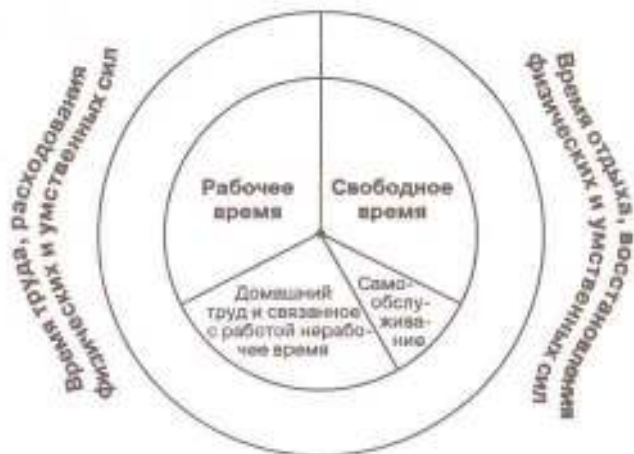 Время труда, расходования
физических и умственных сил
Рабочее
время
Свободное
время
Домашний
труд и связанное
с работой нерабо-
чее время
Само-
обслу-
жива-
ние
Время отдыха, восстановления
физических и умственных сил